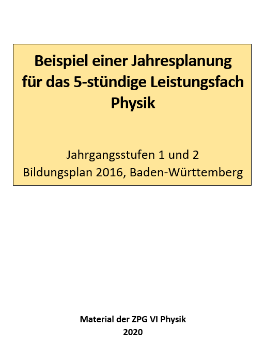 Beispiel einer Jahresplanung
für das 5-stündige Leistungsfach
Physik
Jahrgangsstufen 1 und 2
Bildungsplan 2016, Baden-Württemberg
Material der ZPG VI Physik
2020